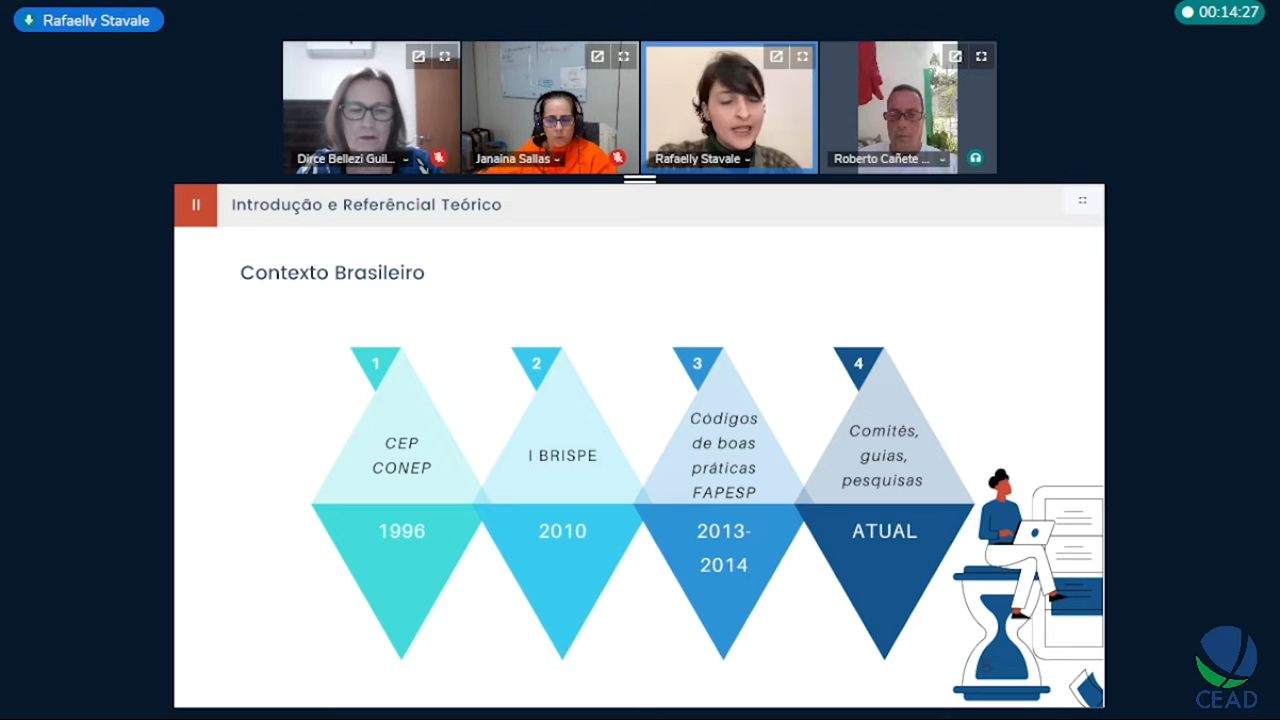 Rafaelly Stavale
00:14:27
Dirce Bellezi Guil...
Janaina Sallas
Rafaelly Stavale
Roberto Cañete ...
II
Introdução e Referêncial Teórico
Contexto Brasileiro
1
CEP
CONEP
1996
2
I BRISPE
2010
3
Códigos
de boas
práticas
FAPESP
2013-
2014
4
Comitês,
guias,
pesquisas
ATUAL
CEAD